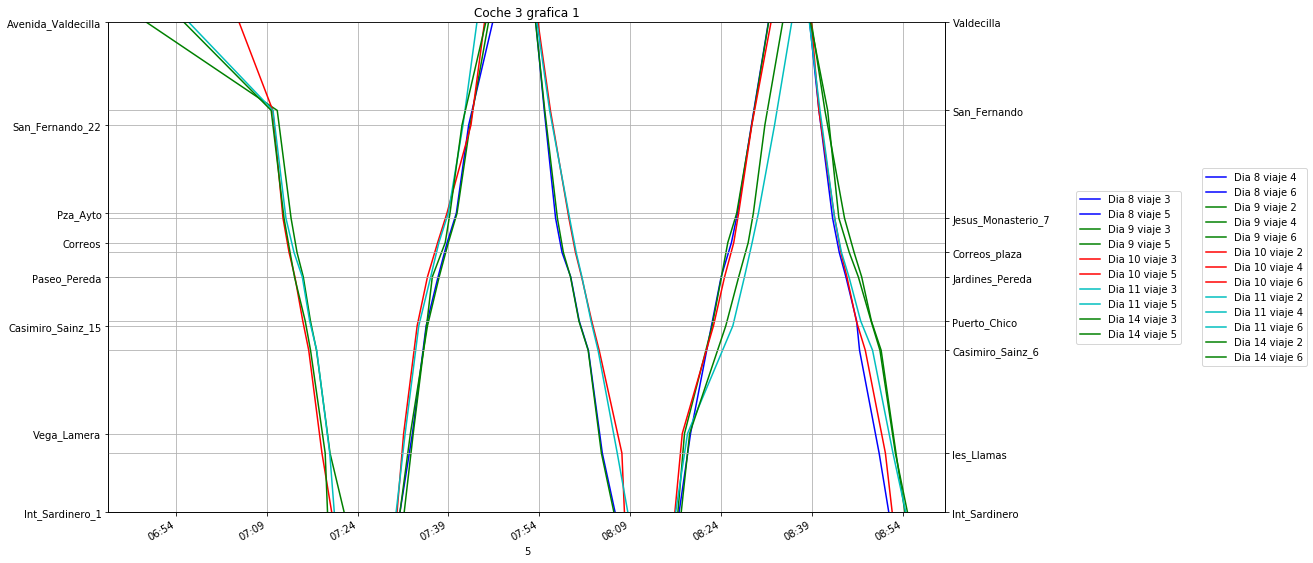 Coche 3 grafica 1
Avenida_Valdecilla
San_Fernando_22
Pza_Ayto
Correos
Paseo_Pereda
Casimiro_Sainz_15
Vega_Lamera
Int_Sardinero_1
Valdecilla
San_Fernando
Jesus_Monasterio_7
Correos_plaza
Jardines_Pereda
Puerto_Chico
Casimiro_Sainz_6
Ies_Llamas
Int_Sardinero
06:54
07:09
07:24
07:39
07:54
08:09
08:24
08:39
08:54
5
Dia 8 viaje 3
Dia 8 viaje 5
Dia 9 viaje 3
Dia 9 viaje 5
Dia 10 viaje 3
Dia 10 viaje 5
Dia 11 viaje 3
Dia 11 viaje 5
Dia 14 viaje 3
Dia 14 viaje 5
Dia 8 viaje 4
Dia 8 viaje 6
Dia 9 viaje 2
Dia 9 viaje 4
Dia 9 viaje 6
Dia 10 viaje 2
Dia 10 viaje 4
Dia 10 viaje 6
Dia 11 viaje 2
Dia 11 viaje 4
Dia 11 viaje 6
Dia 14 viaje 2
Dia 14 viaje 6